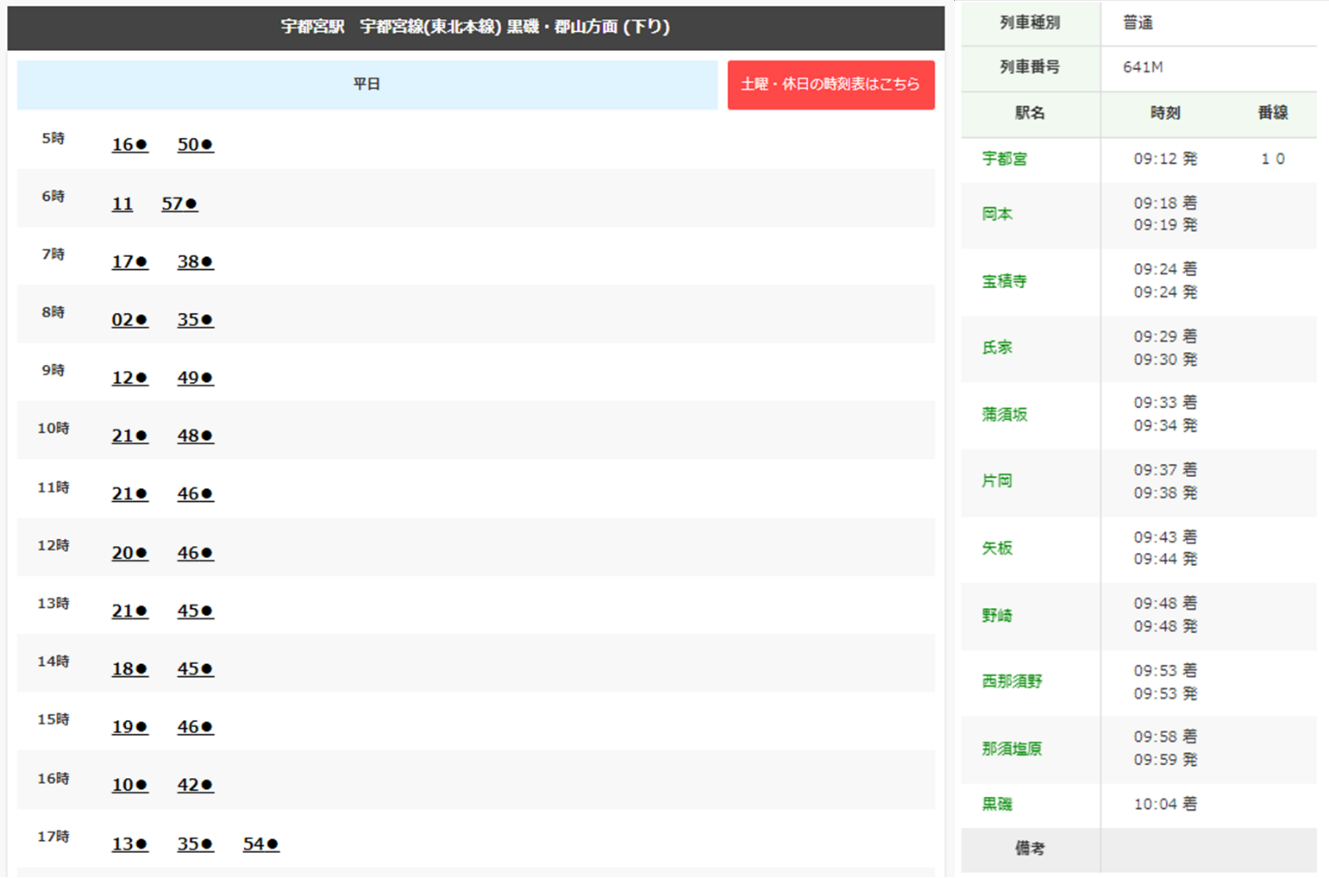 宇都宮駅　宇都宮線(東北本線) 黒磯・郡山方面 (下り)
平日
土曜・休日の時刻表はこちら
5時 16● 50●
6時 11 57●
7時 17● 38●
8時 02● 35●
9時 12● 49●
10時 21● 48●
11時 21● 46●
12時 20● 46●
13時 21● 45●
14時 18● 45●
15時 19● 46●
16時 10● 42●
17時 13● 35● 54●
列車種別 普通
列車番号 641M
駅名 時刻 番線
宇都宮 09:12 発 １０
岡本 09:18 着
09:19 発
宝積寺 09:24 着
09:24 発
氏家 09:29 着
09:30 発
蒲須坂 09:33 着
09:34 発
片岡 09:37 着
09:38 発
矢板 09:43 着
09:44 発
野崎 09:48 着
09:48 発
西那須野 09:53 着
09:53 発
那須塩原 09:58 着
09:59 発
黒磯 10:04 着
備考